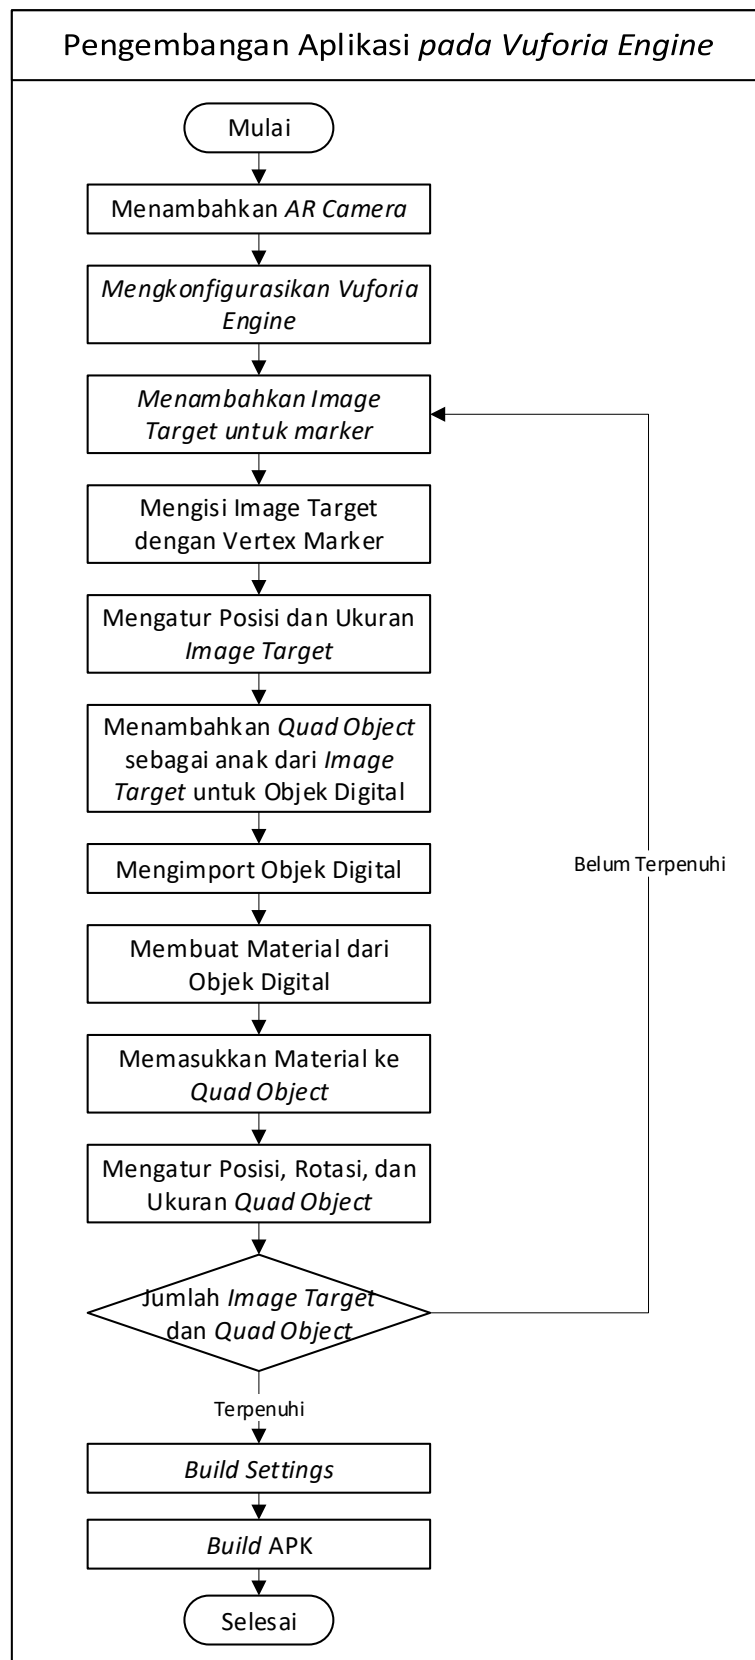 Pengembangan Aplikasi pada Vuforia Engine
Mulai
Menambahkan AR Camera
Mengkonfigurasikan Vuforia
Engine
Menambahkan Image
Target untuk marker
Mengisi Image Target
dengan Vertex Marker
Mengatur Posisi dan Ukuran
Image Target
Menambahkan Quad Object
sebagai anak dari Image
Target untuk Objek Digital
Mengimport Objek Digital
Belum Terpenuhi
Membuat Material dari
Objek Digital
Memasukkan Material ke
Quad Object
Mengatur Posisi, Rotasi, dan
Ukuran Quad Object
Jumlah Image Target
dan Quad Object
Terpenuhi
Build Settings
Build APK
Selesai